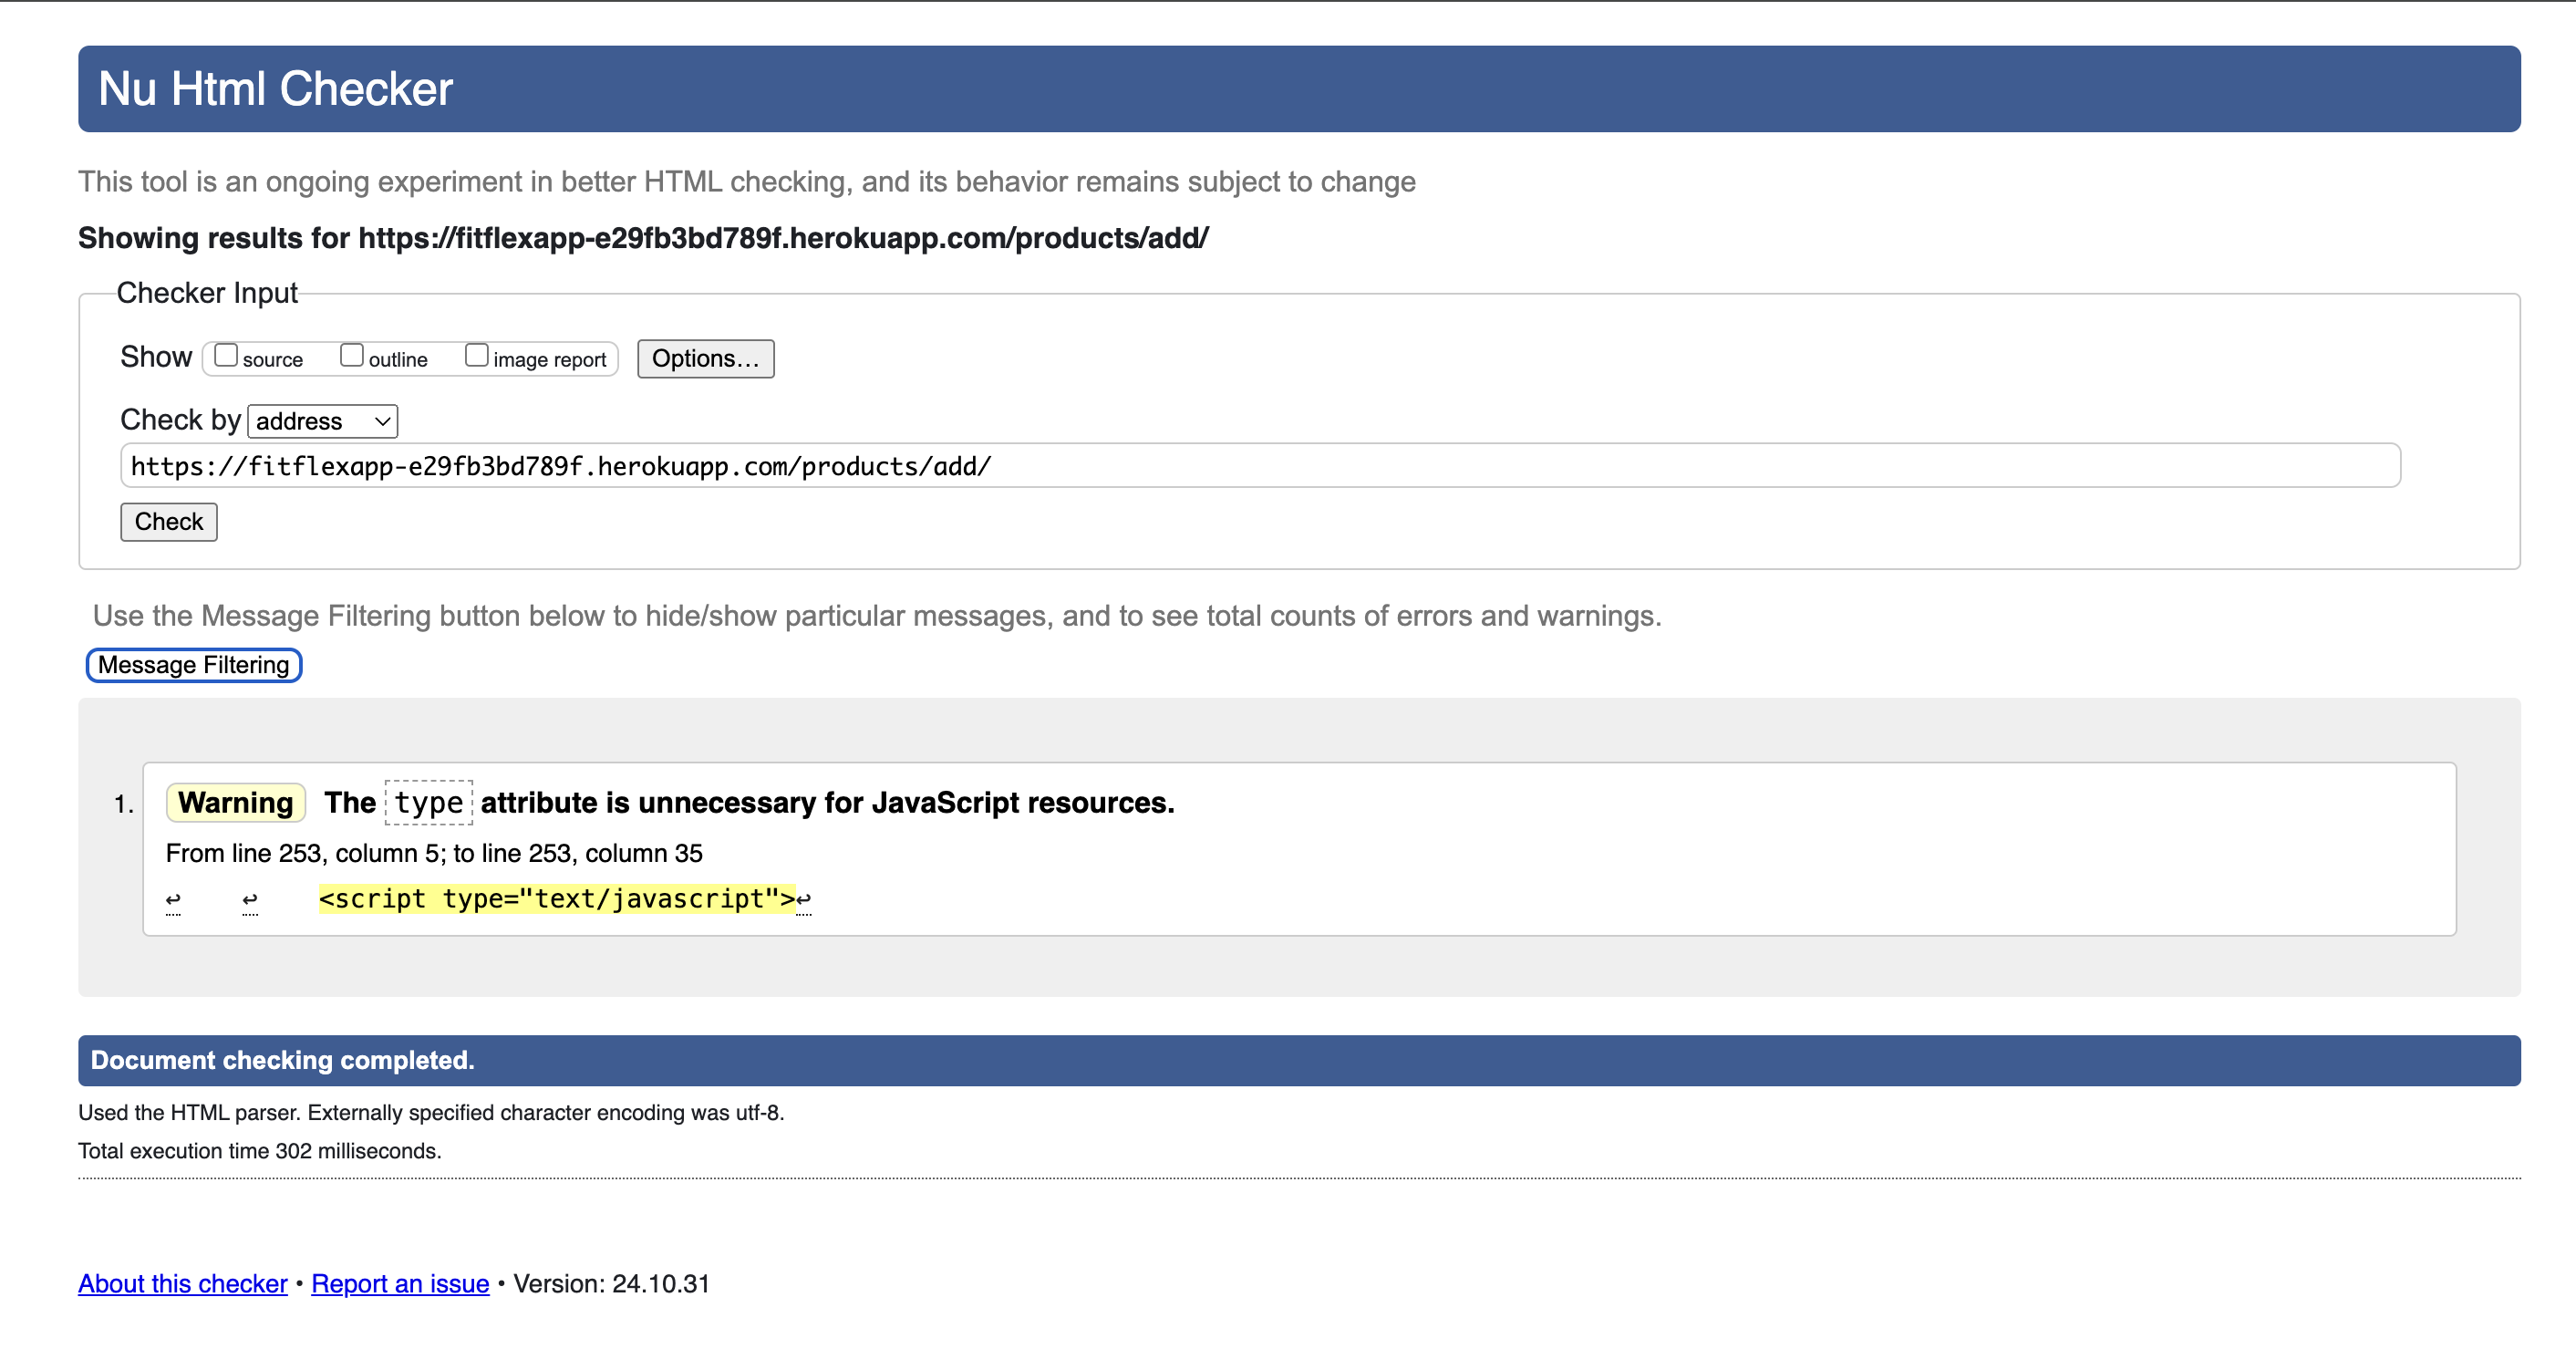 Nu Html Checker
This tool is an ongoing experiment in better HTML checking, and its behavior remains subject to change
Showing results for https://fitflexapp-e29fb3bd789f.herokuapp.com/products/add/
Checker Input
Show source outline image report Options…
Check by address
https://fitflexapp-e29fb3bd789f.herokuapp.com/products/add/
Check
Use the Message Filtering button below to hide/show particular messages, and to see total counts of errors and warnings.
Message Filtering
1. Warning The type attribute is unnecessary for JavaScript resources.
From line 253, column 5; to line 253, column 35
↩ ↩ <script type="text/javascript">↩
Document checking completed.
Used the HTML parser. Externally specified character encoding was utf-8.
Total execution time 302 milliseconds.
About this checker • Report an issue • Version: 24.10.31